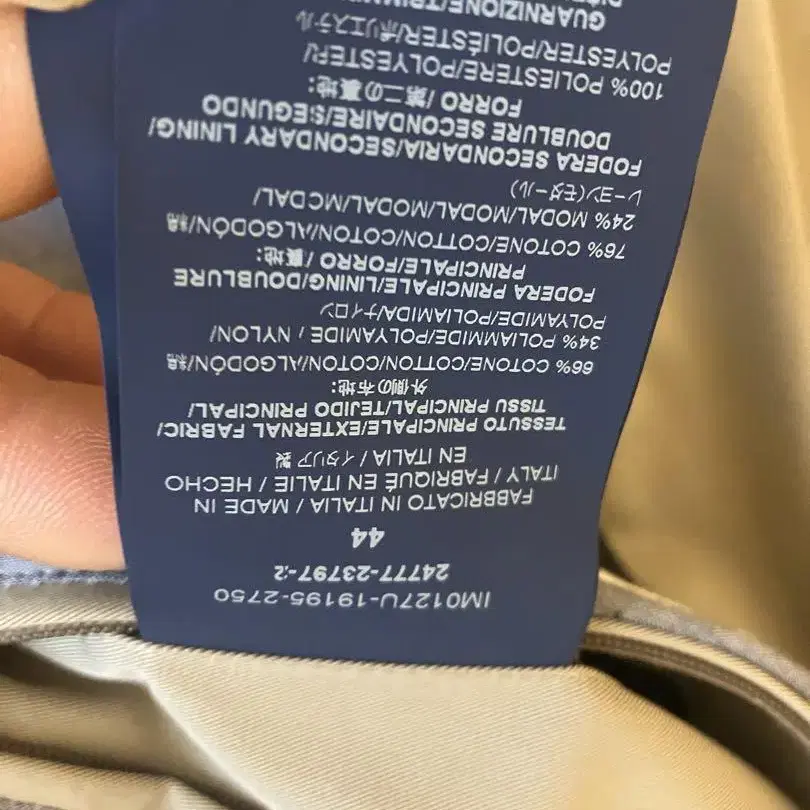 IM0127U-19195-2750
24777-23797-2
44
FABBRICATO IN ITALIA / MADE IN
ITALY / FABRIQUÉ EN ITALIE / HECHO
EN ITALIA / イタリア製
TESSUTO PRINCIPALE/EXTERNAL FABRIC/
TISSU PRINCIPAL/TEJIDO PRINCIPAL/
外側の布地:
66% COTONE/COTTON/COTON/ALGODÓN/綿
34% POLIAMMIDE/POLYAMIDE , NYLON/
POLYAMIDE/POLIAMIDA/ナイロン
FODERA PRINCIPALE/LINING/DOUBLURE
PRINCIPALE/FORRO/裏地:
76% COTONE/COTTON/COTON/ALGODÓN/綿
24% MODAL/MODAL/MODAL/MCDAL/
レーヨン(モダール)
FODERA SECONDARIA/SECONDARY LINING/
DOUBLURE SECONDAIRE/SEGUNDO
FORRO /第二の裏地:
100% POLIESTERE/POLYESTER/
POLYESTER/POLIÉSTER/ポリエステル
GUARNIZIONE/